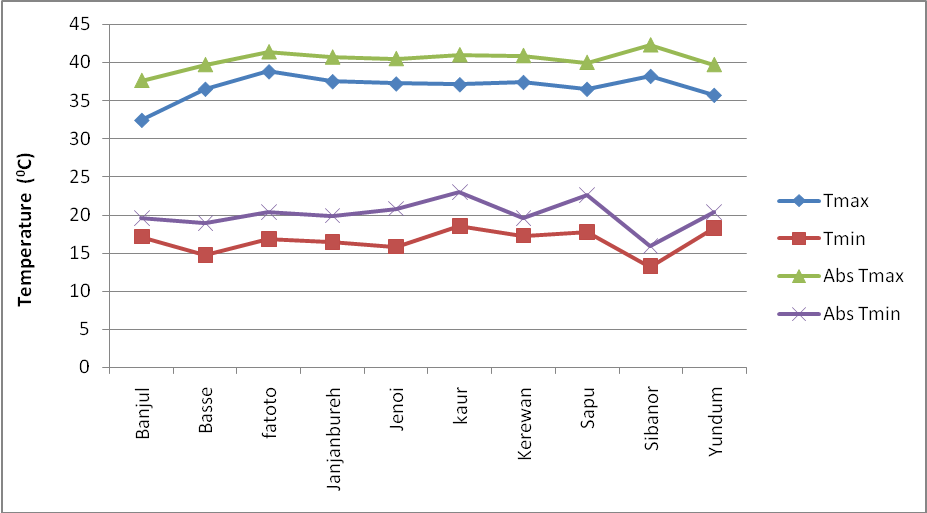 45
40
35
30
25
20
15
10
5
0
Temperature (⁰C)
Banjul
Basse
fatoto
Janjanbureh
Jenoi
kaur
Kerewan
Sapu
Sibanor
Yundum
Tmax
Tmin
Abs Tmax
Abs Tmin